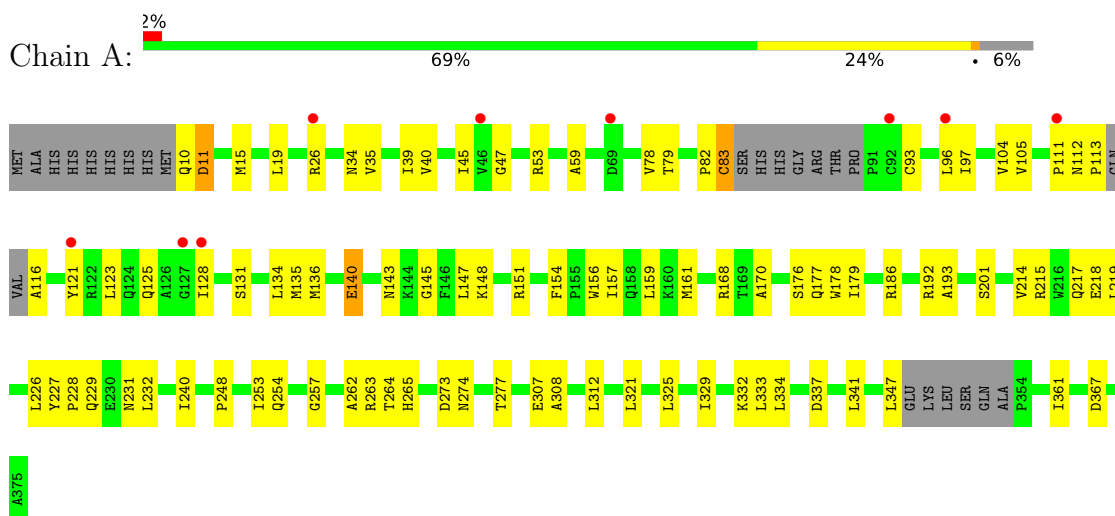 2%
Chain A:
69% 24% • 6%
MET ALA HIS HIS HIS HIS HIS HIS MET Q10 D11 M15 L19 R26 N34 V35 I39 V40 I45 V46 G47 R53 A59 D69 V78 T79 P82 C83 SER HIS HIS GLY ARG THR PRO P91 C92 C93 L96 I97 V104 V105 P111 N112 P113 GLN
VAL A116 Y121 R122 L123 Q124 Q125 A126 G127 I128 S131 L134 M135 M136 E140 N143 K144 G145 F146 L147 K148 R151 F154 P155 W156 I157 Q158 L159 K160 M161 R168 T169 A170 S176 Q177 W178 I179 R186 R192 A193 S201 V214 R215 W216 Q217 E218 L219
L226 Y227 P228 Q229 E230 N231 L232 I240 P248 I253 Q254 G257 A262 R263 T264 H265 D273 N274 T277 E307 A308 L312 L321 L325 I329 K332 L333 L334 D337 L341 L347 GLU LYS LEU SER GLN ALA P354 I361 D367
A375